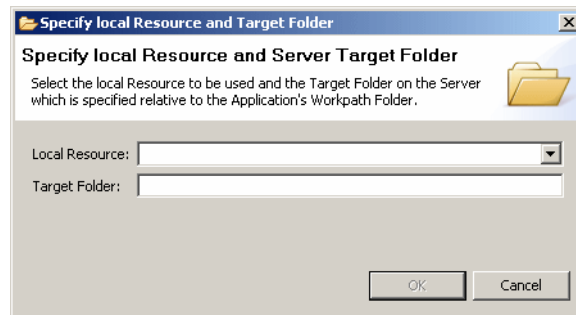 Specify local Resource and Target Folder
Specify local Resource and Server Target Folder
Select the local Resource to be used and the Target Folder on the Server
which is specified relative to the Application's Workpath Folder.
Local Resource:
Target Folder:
OK
Cancel